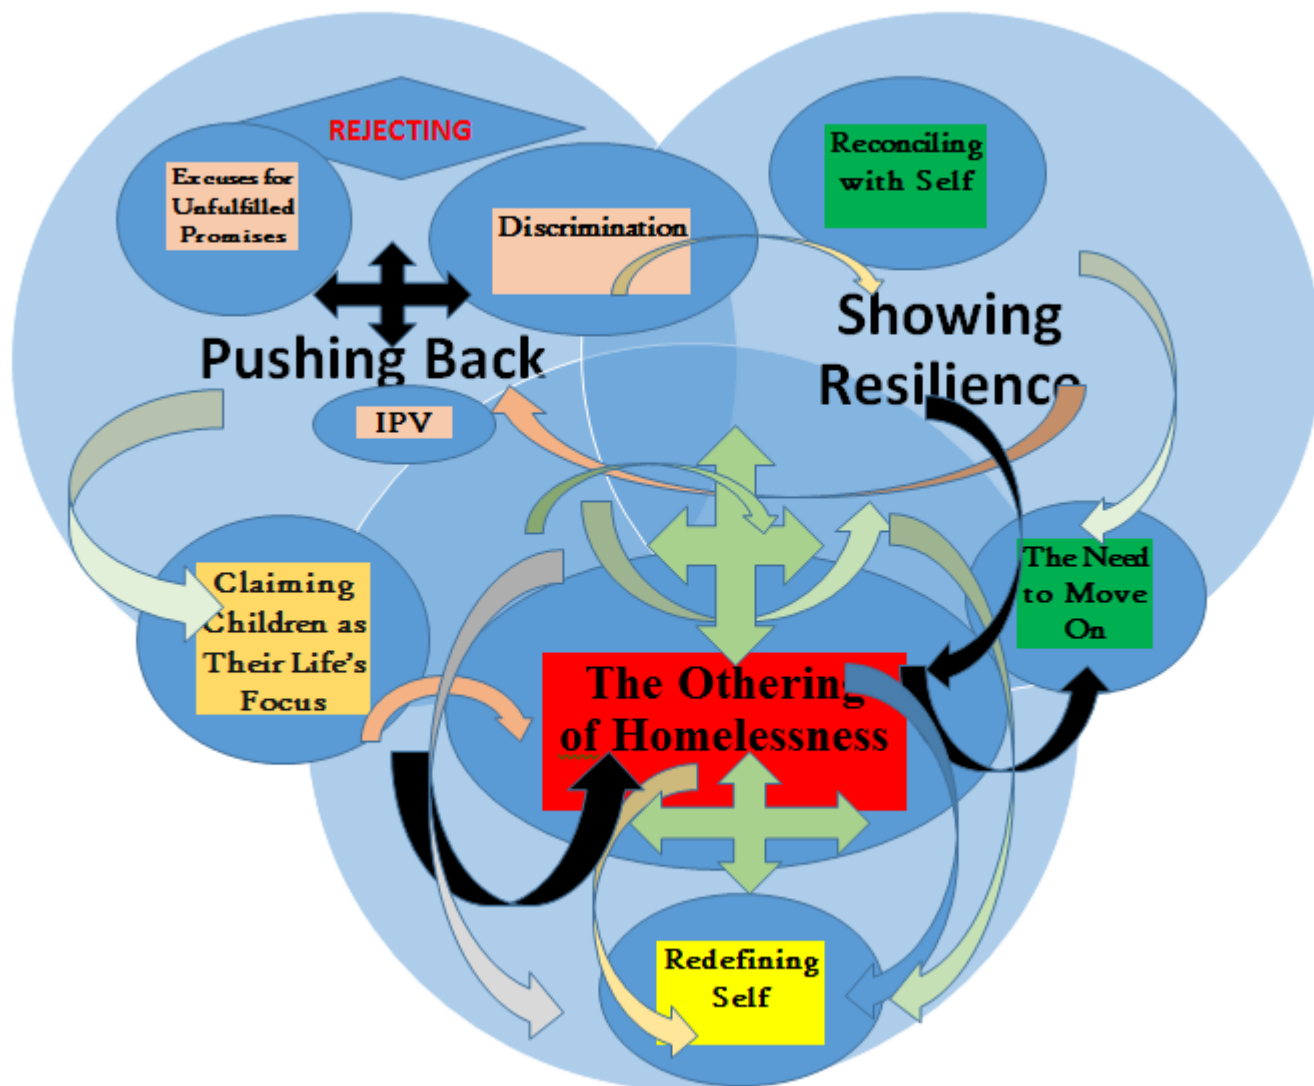 REJECTING
Excuses for
Unfulfilled
Promises
Discrimination
Reconciling
with Self
Pushing Back
Showing
Resilience
IPV
Claiming
Children as
Their Life's
Focus
The Need
to Move
On
The Othering
of Homelessness
Redefining
Self